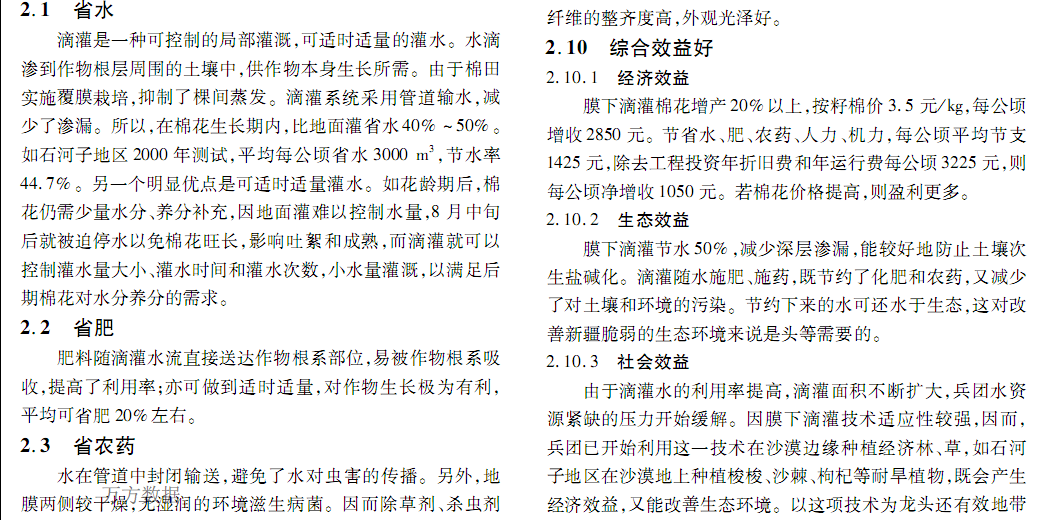 2.1 省水
滴灌是一种可控制的局部灌溉,可适时适量的灌水。水滴
渗到作物根层周围的土壤中,供作物本身生长所需。由于棉田
实施覆膜栽培,抑制了棵间蒸发。滴灌系统采用管道输水,减
少了渗漏。所以,在棉花生长期内,比地面灌省水40%~50%。
如石河子地区2000年测试,平均每公顷省水3000 m³,节水率
44.7%。另一个明显优点是可适时适量灌水。如花龄期后,棉
花仍需少量水分、养分补充,因地面灌难以控制水量,8月中旬
后就被迫停水以免棉花旺长,影响吐絮和成熟,而滴灌就可以
控制灌水量大小、灌水时间和灌水次数,小水量灌溉,以满足后
期棉花对水分养分的需求。
2.2 省肥
肥料随滴灌水流直接送达作物根系部位,易被作物根系吸
收,提高了利用率;亦可做到适时适量,对作物生长极为有利,
平均可省肥20%左右。
2.3 省农药
水在管道中封闭输送,避免了水对虫害的传播。另外,地
膜两侧较干燥,无湿润的环境滋生病菌。因而除草剂、杀虫剂
万方数据
纤维的整齐度高,外观光泽好。
2.10 综合效益好
2.10.1 经济效益
膜下滴灌棉花增产20%以上,按籽棉价3.5元/kg,每公顷
增收2850元。节省水、肥、农药、人力、机力,每公顷平均节支
1425元,除去工程投资年折旧费和年运行费每公顷3225元,则
每公顷净增收1050元。若棉花价格提高,则盈利更多。
2.10.2 生态效益
膜下滴灌节水50%,减少深层渗漏,能较好地防止土壤次
生盐碱化。滴灌随水施肥、施药,既节约了化肥和农药,又减少
了对土壤和环境的污染。节约下来的水可还水于生态,这对改
善新疆脆弱的生态环境来说是头等需要的。
2.10.3 社会效益
由于滴灌水的利用率提高,滴灌面积不断扩大,兵团水资
源紧缺的压力开始缓解。因膜下滴灌技术适应性较强,因而,
兵团已开始利用这一技术在沙漠边缘种植经济林、草,如石河
子地区在沙漠地上种植梭梭、沙棘、枸杞等耐旱植物,既会产生
经济效益,又能改善生态环境。以这项技术为龙头还有效地带